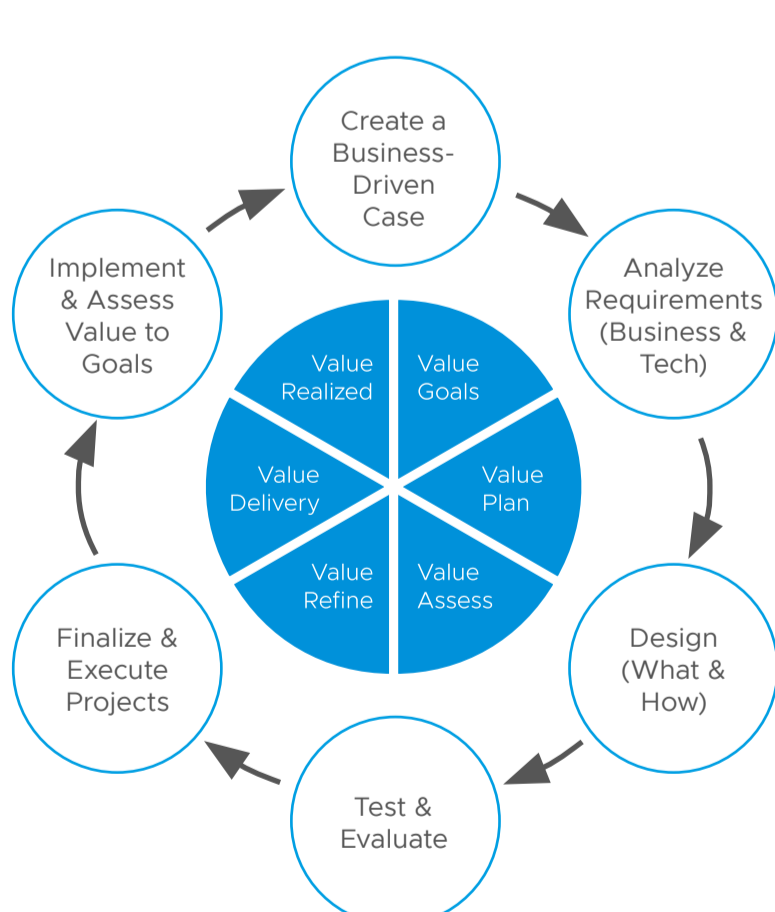 Create a
Business-
Driven
Case
Analyze
Requirements
(Business &
Tech)
Design
(What &
How)
Test &
Evaluate
Finalize &
Execute
Projects
Implement
& Assess
Value to
Goals
Value
Goals
Value
Plan
Value
Assess
Value
Refine
Value
Delivery
Value
Realized